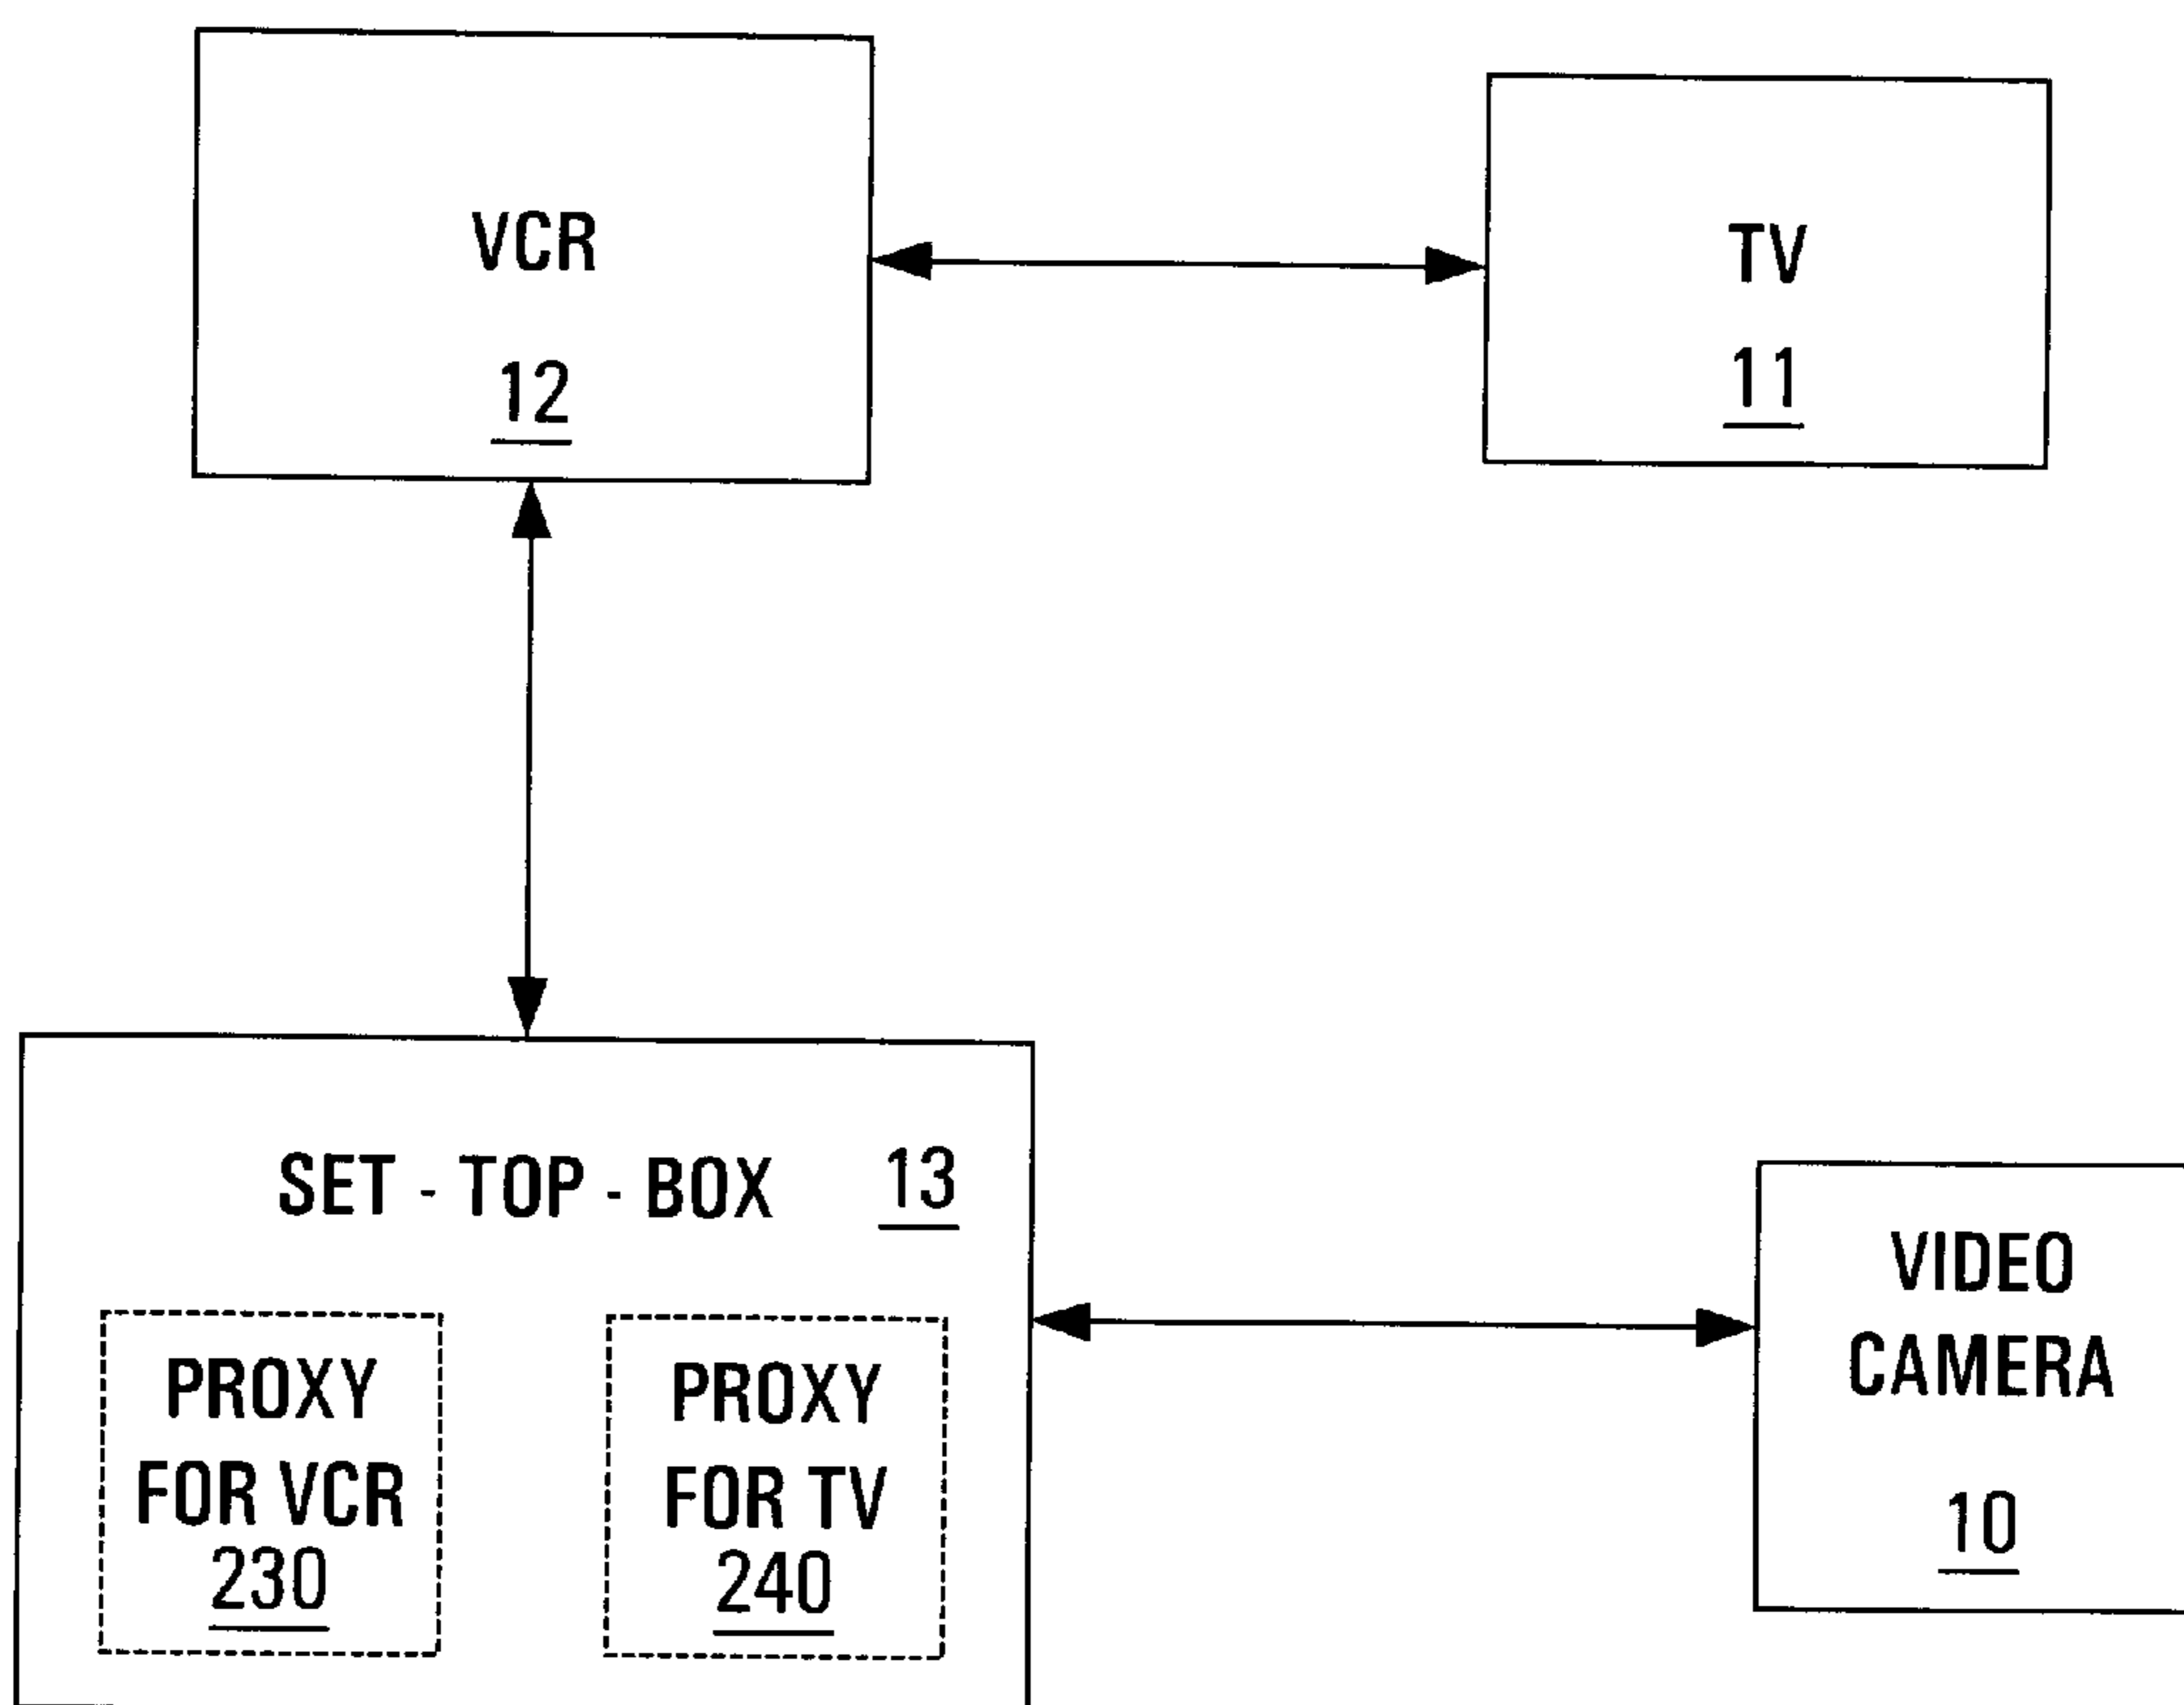 VCR
12
TV
11
SET - TOP - BOX 13
PROXY
FOR VCR
230
PROXY
FOR TV
240
VIDEO
CAMERA
10